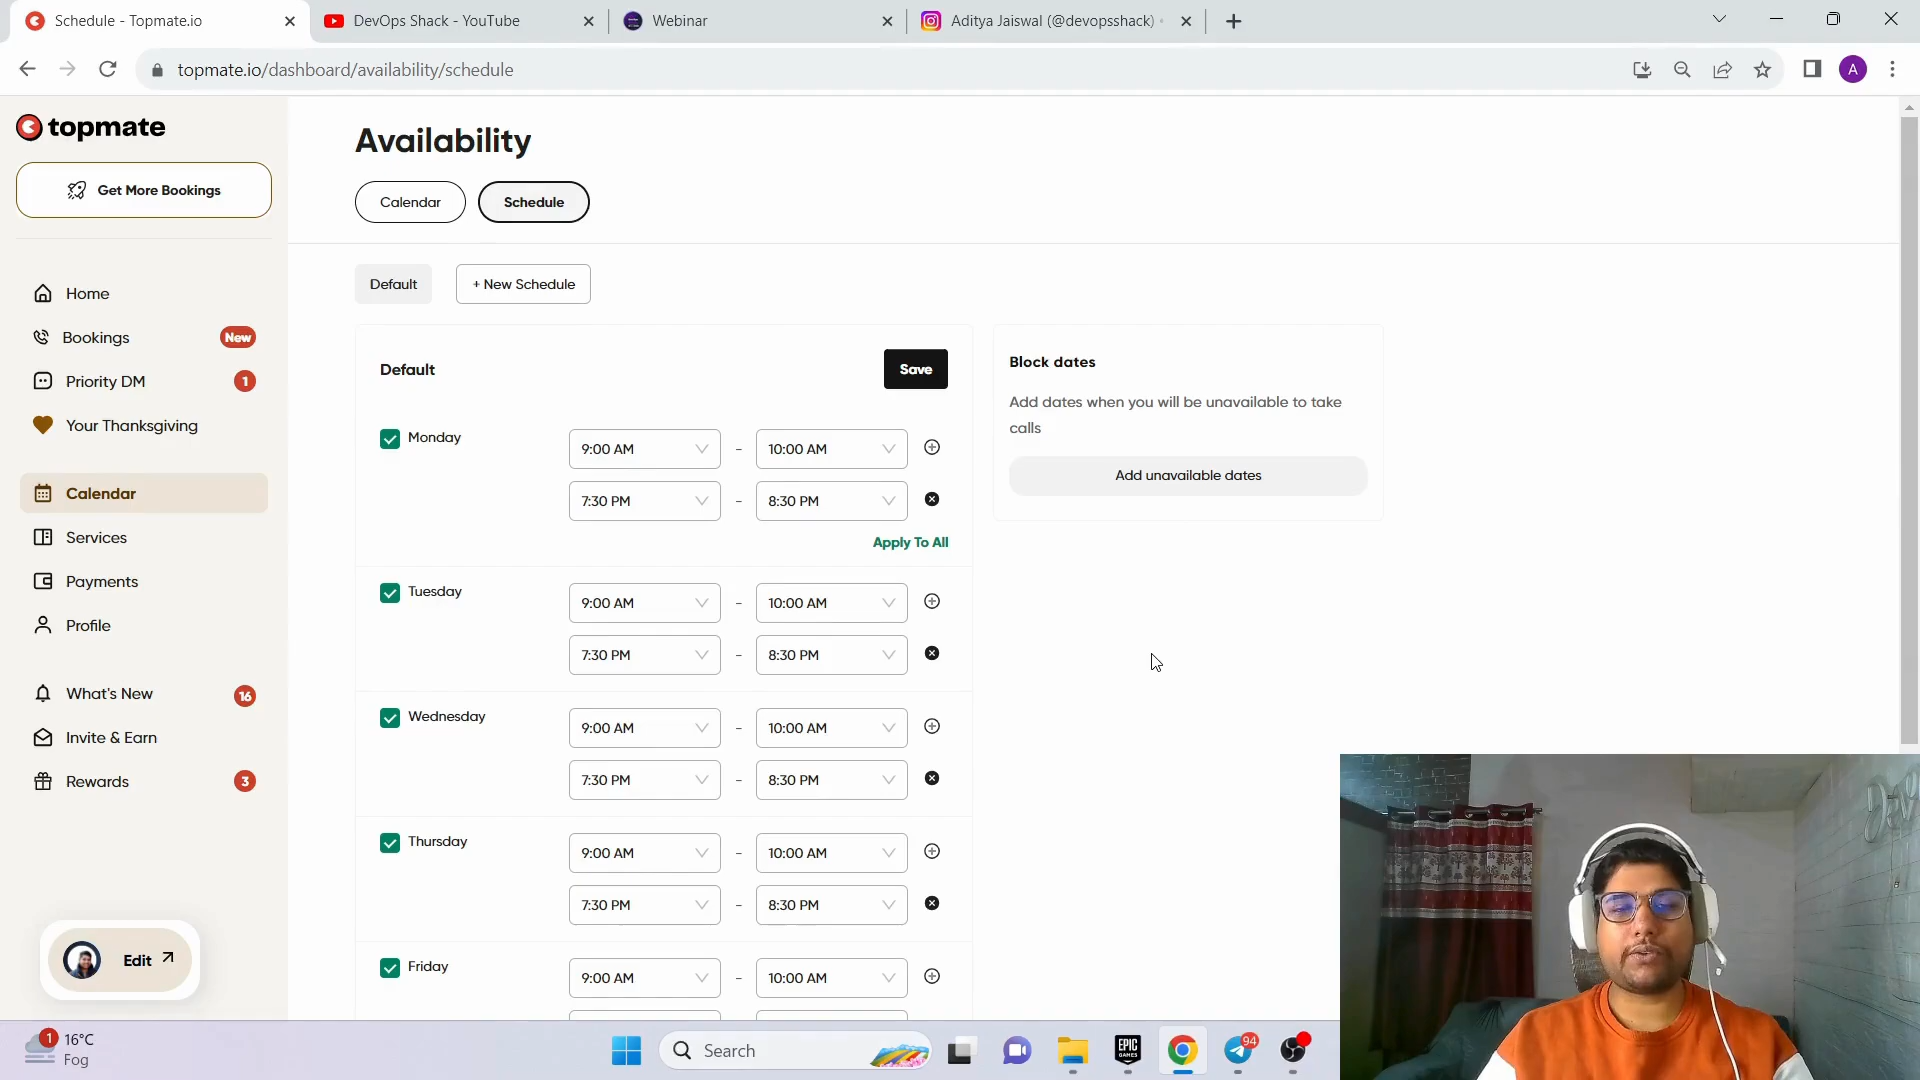 Schedule - Topmate.io
DevOps Shack - YouTube
Webinar
Aditya Jaiswal (@devopsshack) •
topmate.io/dashboard/availability/schedule
A
topmate
Get More Bookings
Home
Bookings New
Priority DM 1
Your Thanksgiving
Calendar
Services
Payments
Profile
What's New 16
Invite & Earn
Rewards 3
Edit
Availability
Calendar Schedule
Default + New Schedule
Default Save
Monday 9:00 AM - 10:00 AM
7:30 PM - 8:30 PM
Apply To All
Tuesday 9:00 AM - 10:00 AM
7:30 PM - 8:30 PM
Wednesday 9:00 AM - 10:00 AM
7:30 PM - 8:30 PM
Thursday 9:00 AM - 10:00 AM
7:30 PM - 8:30 PM
Friday 9:00 AM - 10:00 AM
Block dates
Add dates when you will be unavailable to take
calls
Add unavailable dates
1
16°C
Fog
Search
EPIC
GAMES
94